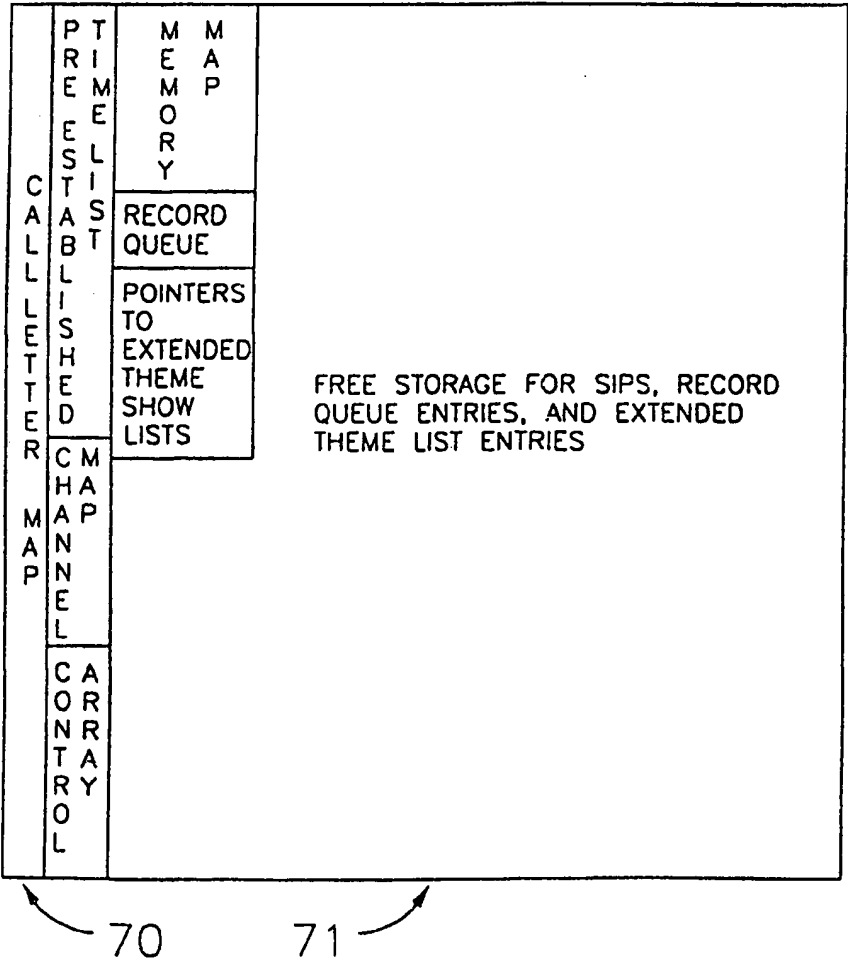 CALL LETTER MAP
PRE ESTABLISHED
TIME LIST
CHANNEL
MAP
CONTROL
ARRAY
MEMORY
MAP
RECORD
QUEUE
POINTERS
TO
EXTENDED
THEME
SHOW
LISTS
FREE STORAGE FOR SIPS, RECORD
QUEUE ENTRIES, AND EXTENDED
THEME LIST ENTRIES
70
71